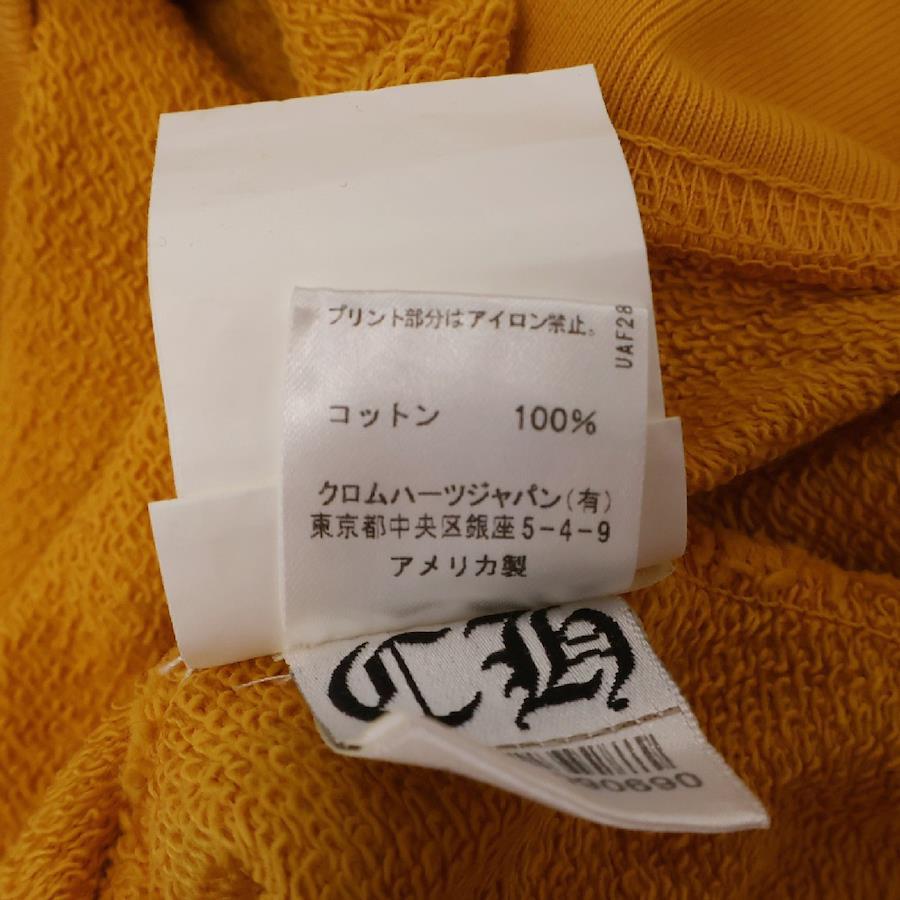 プリント部分はアイロン禁止。
UAF28
コットン 100%
クロムハーツジャパン(有)
東京都中央区銀座5-4-9
アメリカ製
CH
90690